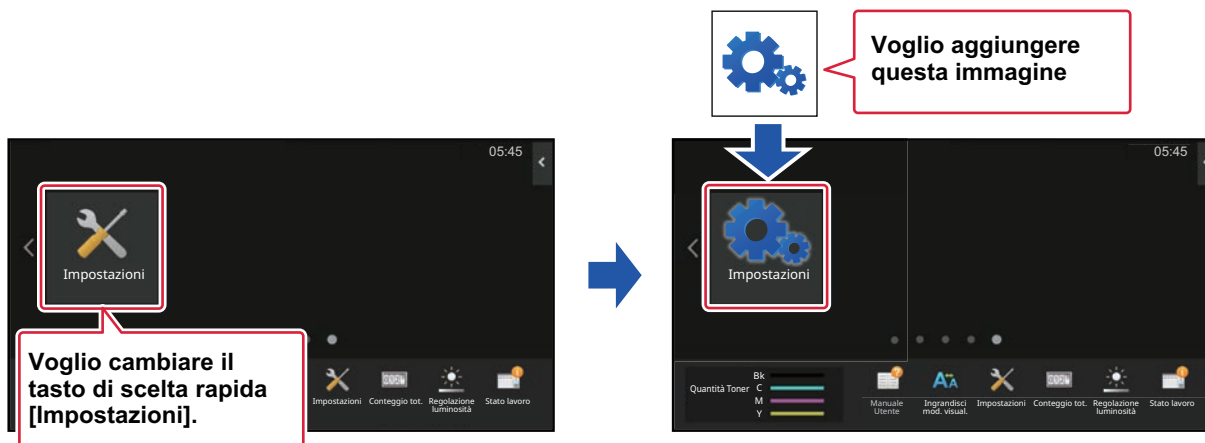 Voglio aggiungere
questa immagine
05:45
Impostazioni
Voglio cambiare il
tasto di scelta rapida
[Impostazioni].
Impostazioni
Conteggio tot.
Regolazione
luminosità
Stato lavoro
05:45
Impostazioni
Quantità Toner
Bk
C
M
Y
Manuale
Utente
Ingrandisci
mod. visual.
Impostazioni
Conteggio tot.
Regolazione
luminosità
Stato lavoro